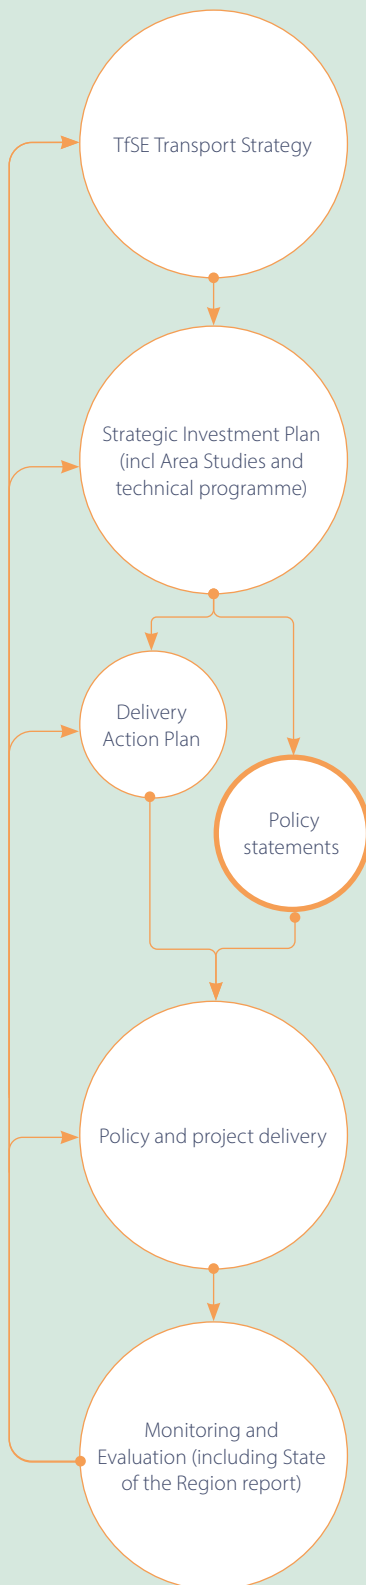 TfSE Transport Strategy
Strategic Investment Plan
(incl Area Studies and
technical programme)
Delivery
Action Plan
Policy
statements
Policy and project delivery
Monitoring and
Evaluation (including State
of the Region report)